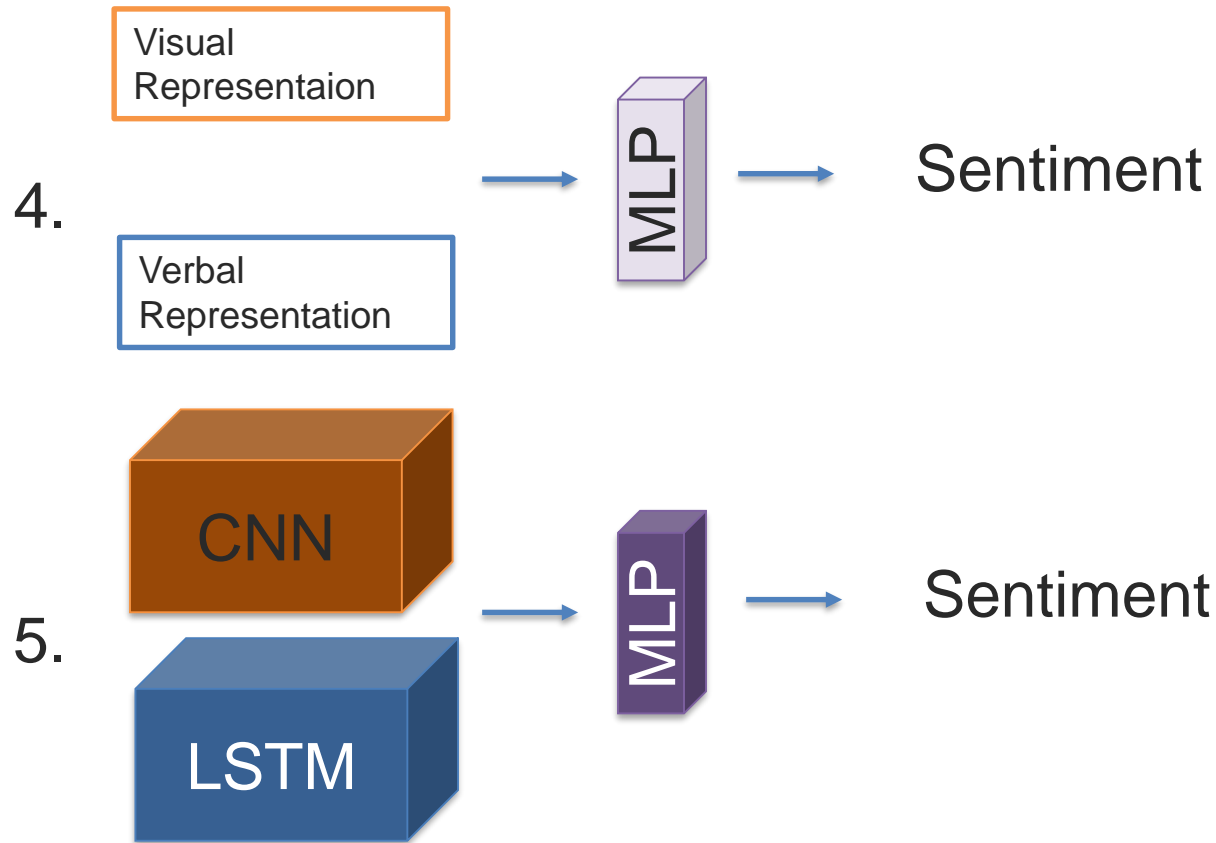 4.
Visual
Representaion
Verbal
Representation
MLP
Sentiment
5.
CNN
LSTM
MLP
Sentiment